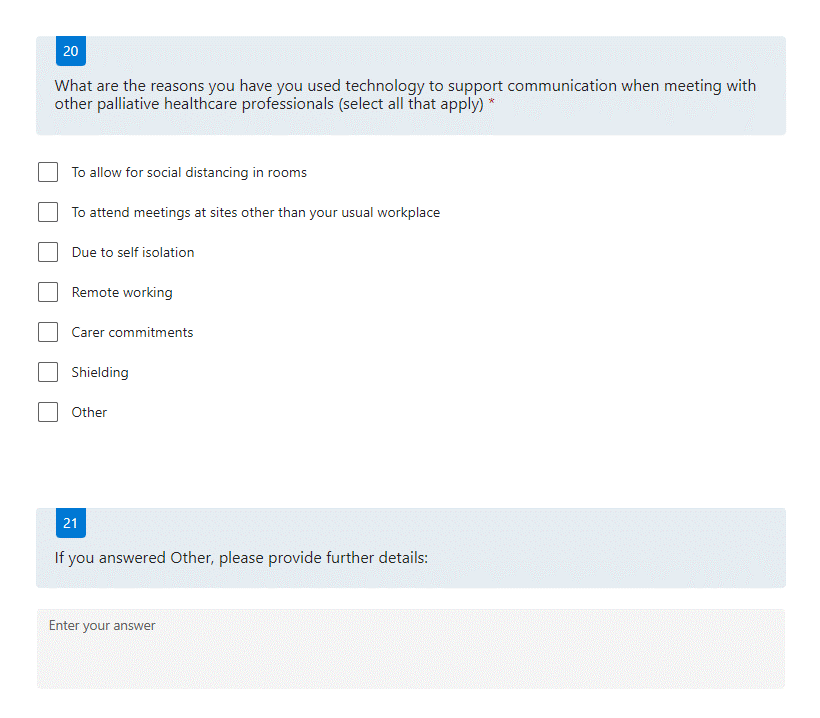 20
What are the reasons you have you used technology to support communication when meeting with
other palliative healthcare professionals (select all that apply) *
To allow for social distancing in rooms
To attend meetings at sites other than your usual workplace
Due to self isolation
Remote working
Carer commitments
Shielding
Other
21
If you answered Other, please provide further details:
Enter your answer